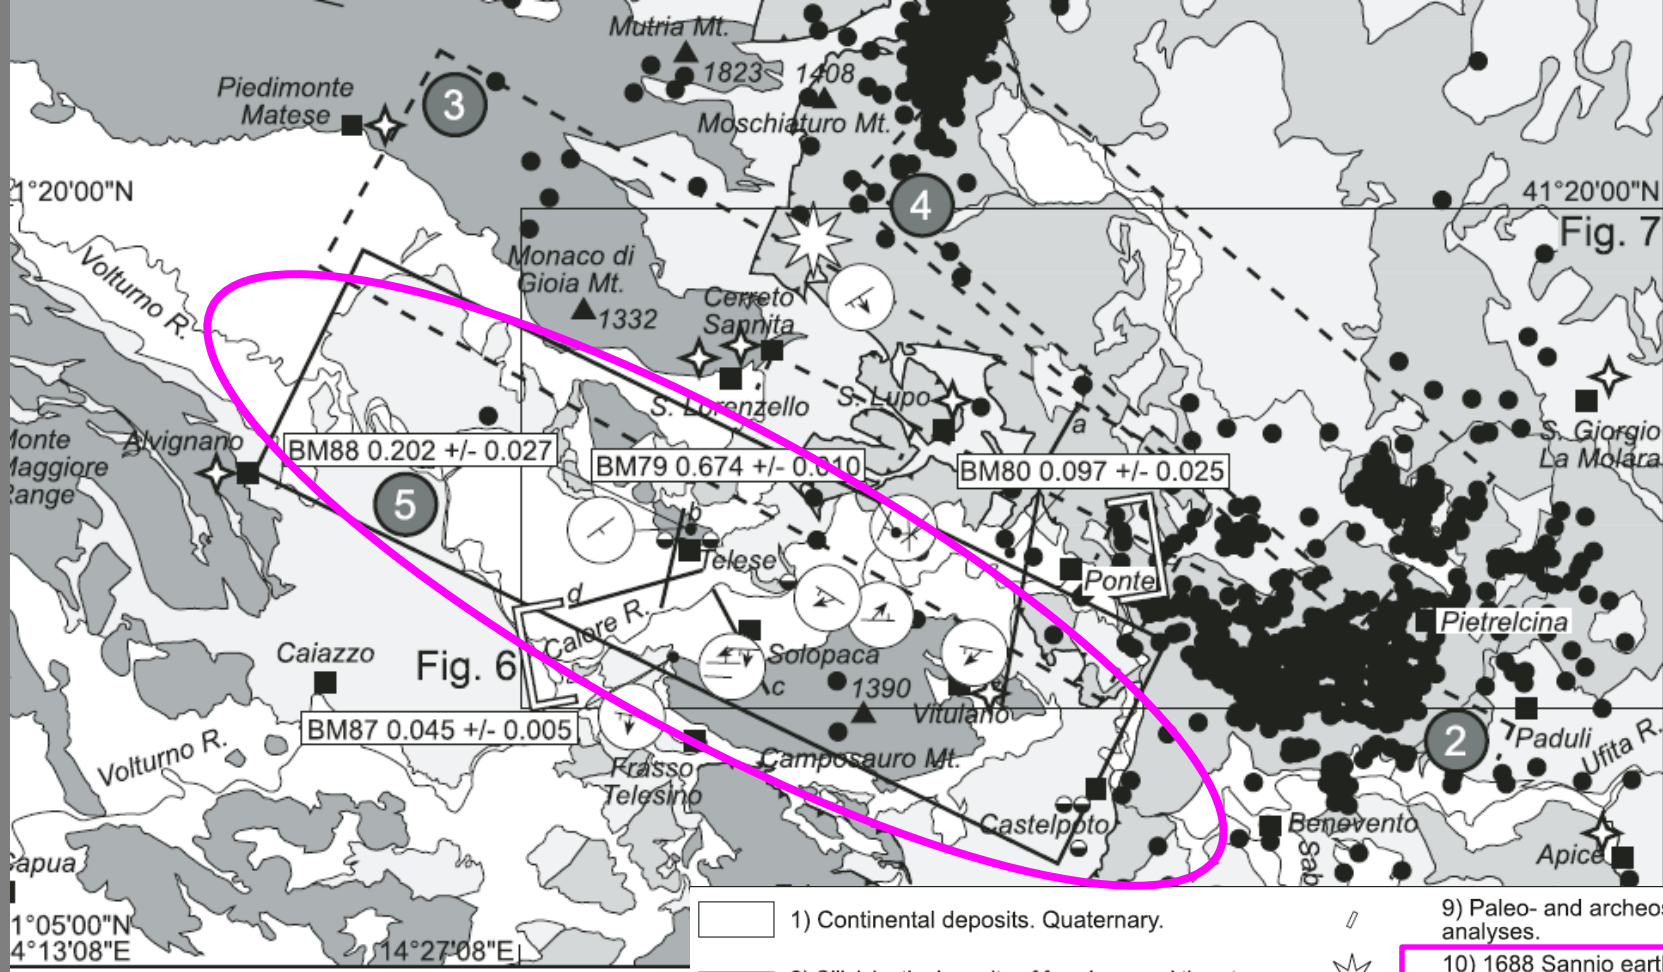 Mutria Mt.
1823
1408
Piedimonte
Matese
3
Moschiaturo Mt.
1°20'00"N
41°20'00"N
4
Fig. 7
Volturno R.
Monaco di
Gioia Mt.
1332
Cerreto
Sannita
S. Lorenzello
S. Lupo
a
S. Giorgio
La Molara
Monte
Maggiore
Range
Alvignano
BM88 0.202 +/- 0.027
BM79 0.674 +/- 0.010
BM80 0.097 +/- 0.025
5
b
Telese
Ponte
d
Calore R.
Pietrelcina
Caiazzo
Fig. 6
Solopaca
c
1390
Vitulano
BM87 0.045 +/- 0.005
2
Paduli
Ufita R.
Volturno R.
Camposauro Mt.
Frasso
Telesino
Castelpoto
Benevento
Sab
Apice
Capua
1°05'00"N
4°13'08"E
14°27'08"E
1) Continental deposits. Quaternary.
9) Paleo- and archeos
analyses.
10) 1688 Sannio eart